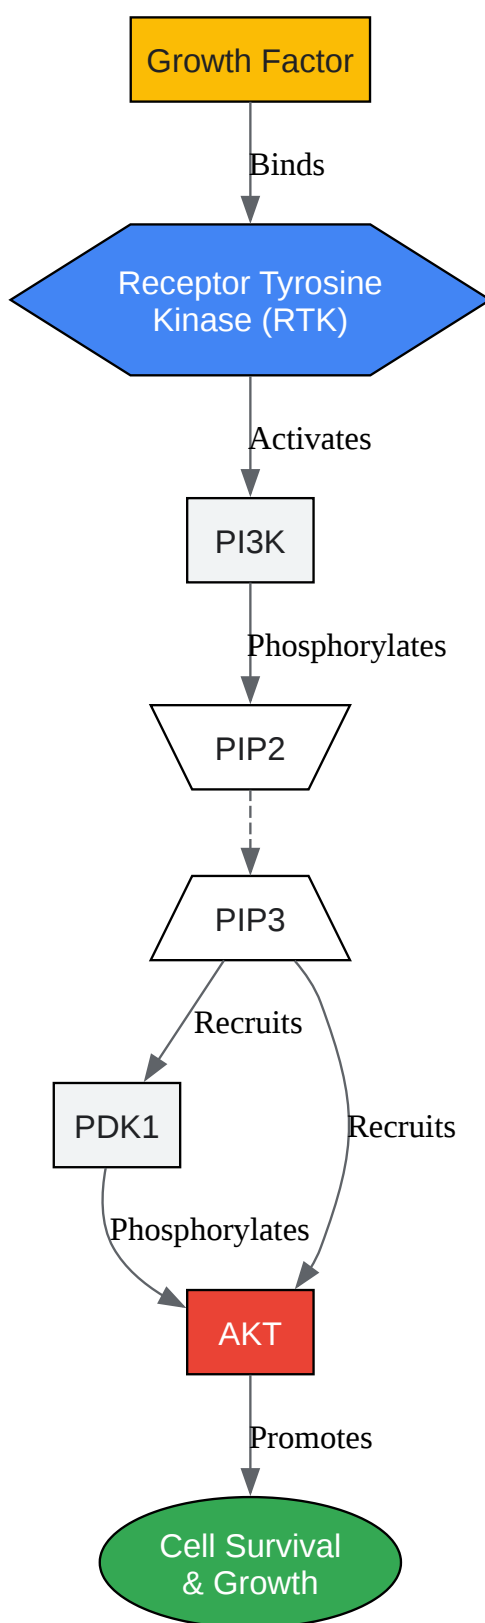 Growth Factor
Binds
Receptor Tyrosine
Kinase (RTK)
Activates
PI3K
Phosphorylates
PIP2
PIP3
Recruits
PDK1
Recruits
Phosphorylates
AKT
Promotes
Cell Survival
& Growth